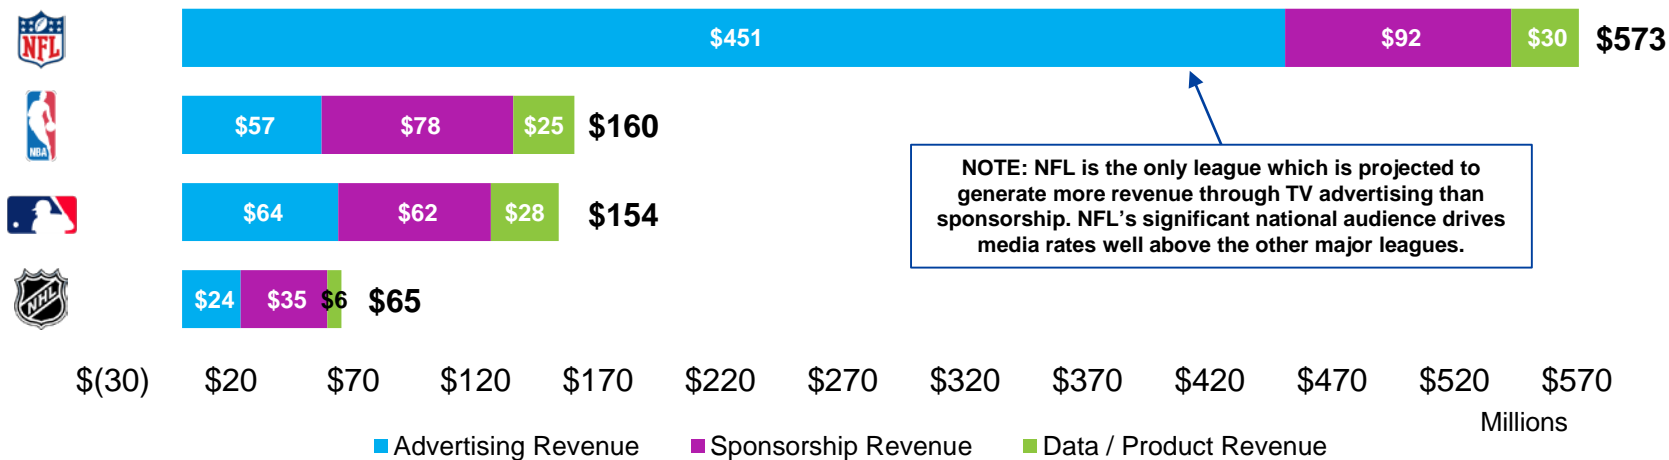 NFL $451 $92 $30 $573
NBA $57 $78 $25 $160
$64 $62 $28 $154
NHL $24 $35 $6 $65
NOTE: NFL is the only league which is projected to
generate more revenue through TV advertising than
sponsorship. NFL's significant national audience drives
media rates well above the other major leagues.
$(30) $20 $70 $120 $170 $220 $270 $320 $370 $420 $470 $520 $570
Millions
Advertising Revenue Sponsorship Revenue Data / Product Revenue